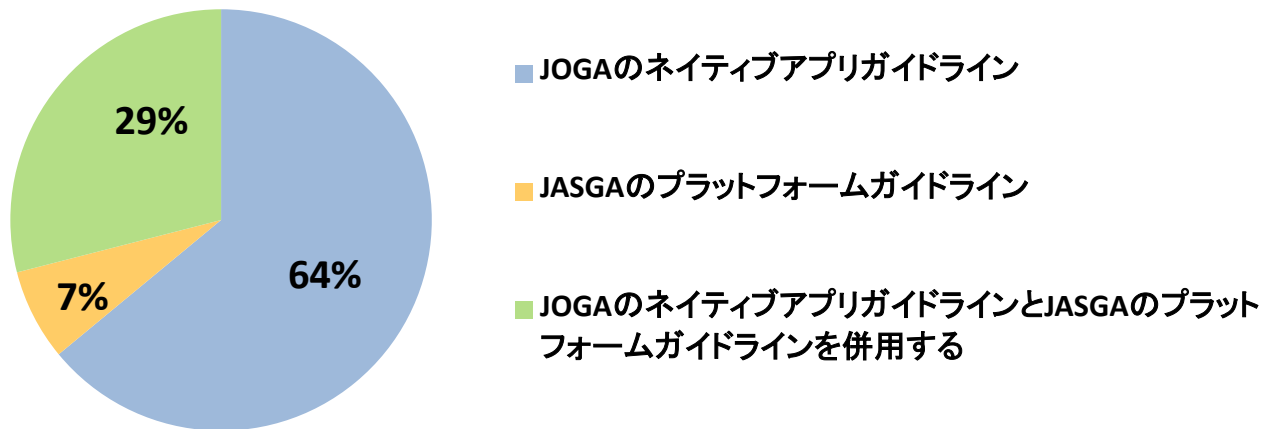 29%
7%
64%
JOGAのネイティブアプリガイドライン
JASGAのプラットフォームガイドライン
JOGAのネイティブアプリガイドラインとJASGAのプラット
フォームガイドラインを併用する